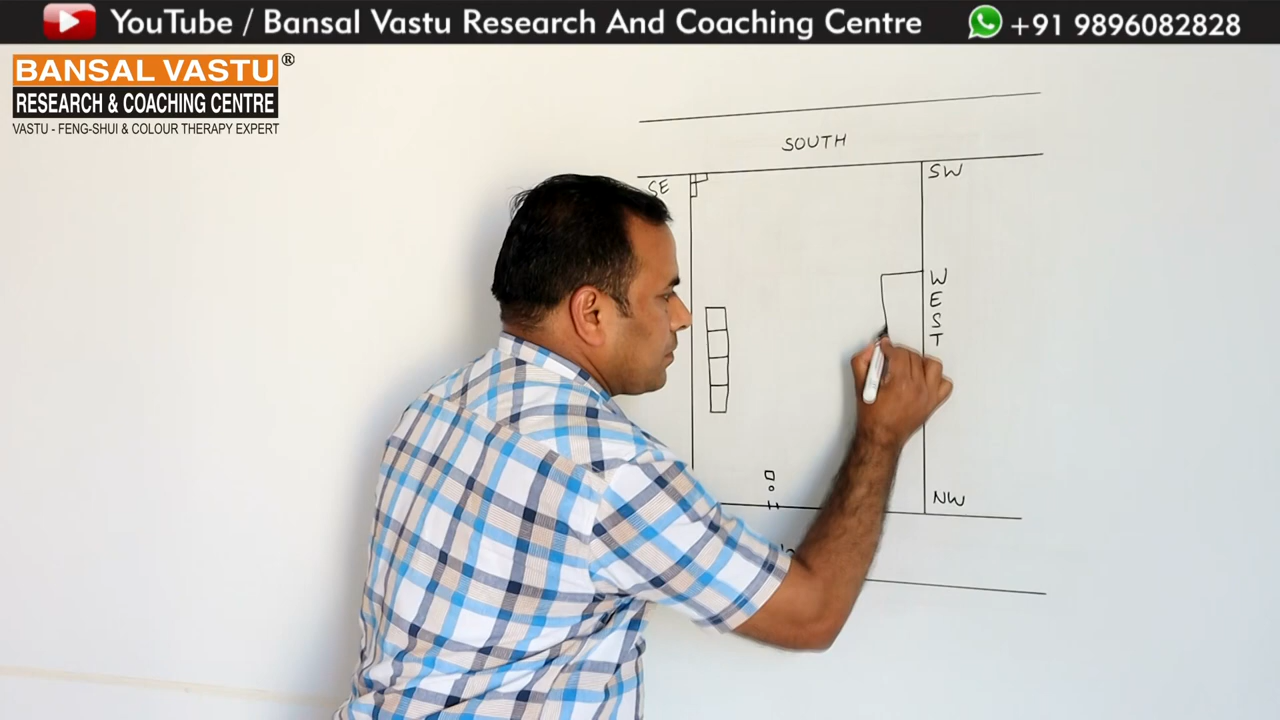 YouTube / Bansal Vastu Research And Coaching Centre +91 9896082828
BANSAL VASTU ®
RESEARCH & COACHING CENTRE
VASTU - FENG-SHUI & COLOUR THERAPY EXPERT
SOUTH
SE
SW
WEST
NW